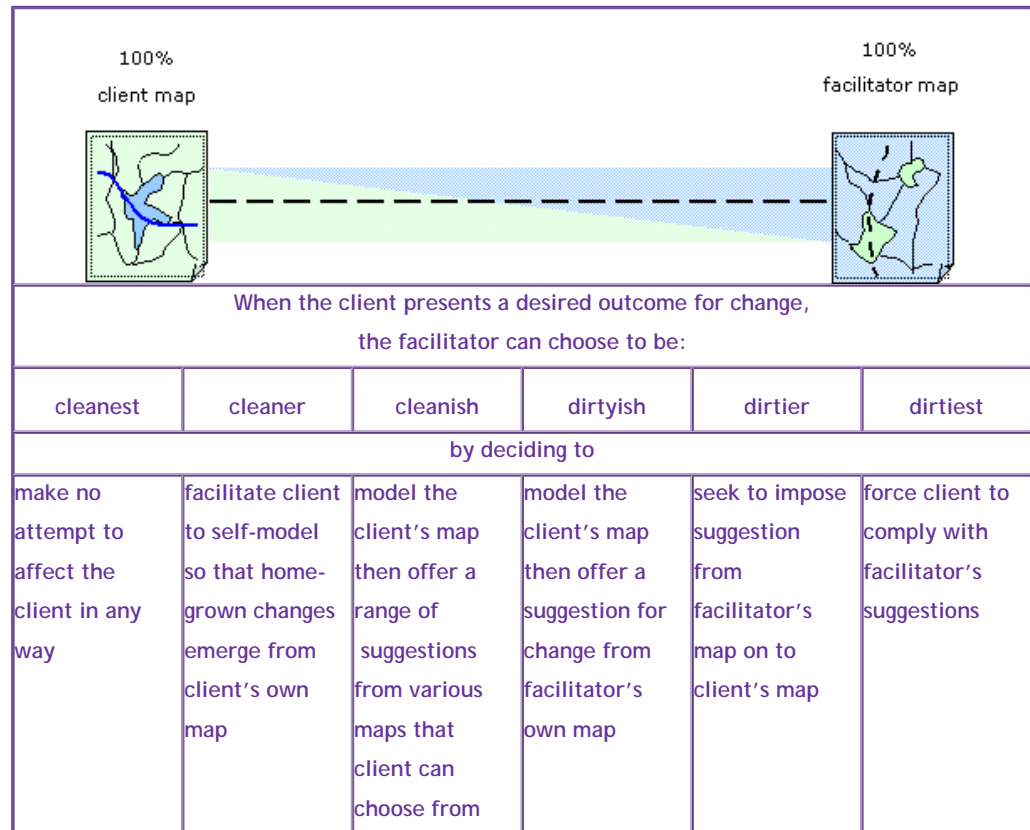 100%
client map
100%
facilitator map
When the client presents a desired outcome for change,
the facilitator can choose to be:
cleanest
cleaner
cleanish
dirtyish
dirtier
dirtiest
by deciding to
make no
attempt to
affect the
client in any
way
facilitate client
to self-model
so that home-
grown changes
emerge from
client's own
map
model the
client's map
then offer a
range of
suggestions
from various
maps that
client can
choose from
model the
client's map
then offer a
suggestion for
change from
facilitator's
own map
seek to impose
suggestion
from
facilitator's
map on to
client's map
force client to
comply with
facilitator's
suggestions